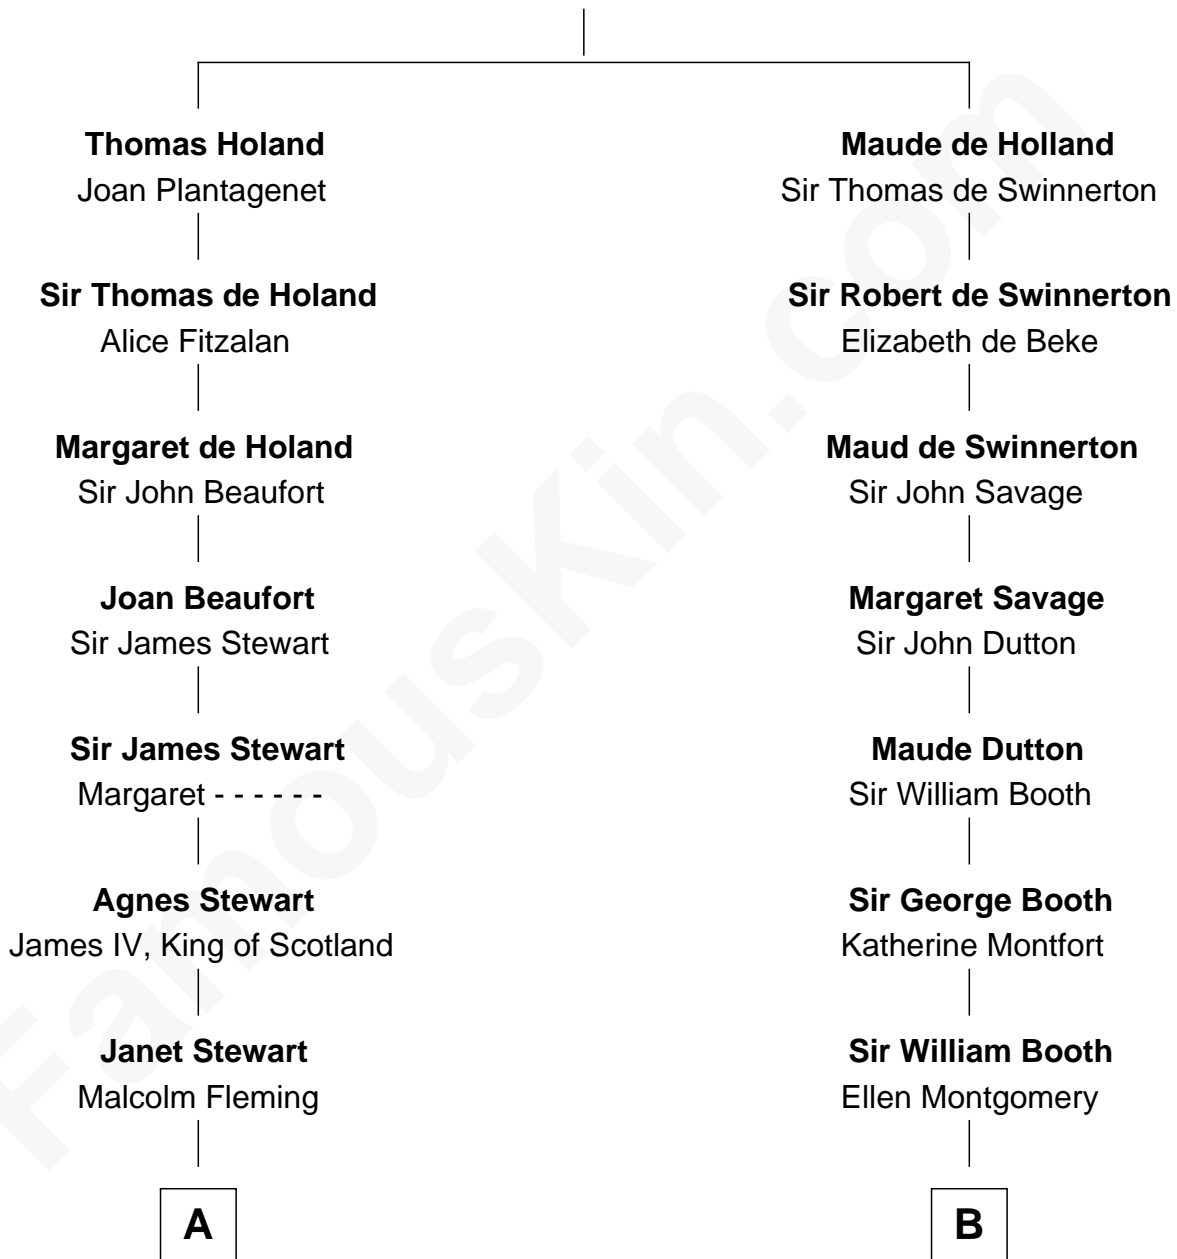 Thomas Holand
Joan Plantagenet
Sir Thomas de Holand
Alice Fitzalan
Margaret de Holand
Sir John Beaufort
Joan Beaufort
Sir James Stewart
Sir James Stewart
Margaret - - - - - -
Agnes Stewart
James IV, King of Scotland
Janet Stewart
Malcolm Fleming
A
Maude de Holland
Sir Thomas de Swinnerton
Sir Robert de Swinnerton
Elizabeth de Beke
Maud de Swinnerton
Sir John Savage
Margaret Savage
Sir John Dutton
Maude Dutton
Sir William Booth
Sir George Booth
Katherine Montfort
Sir William Booth
Ellen Montgomery
B
FamousKin.com